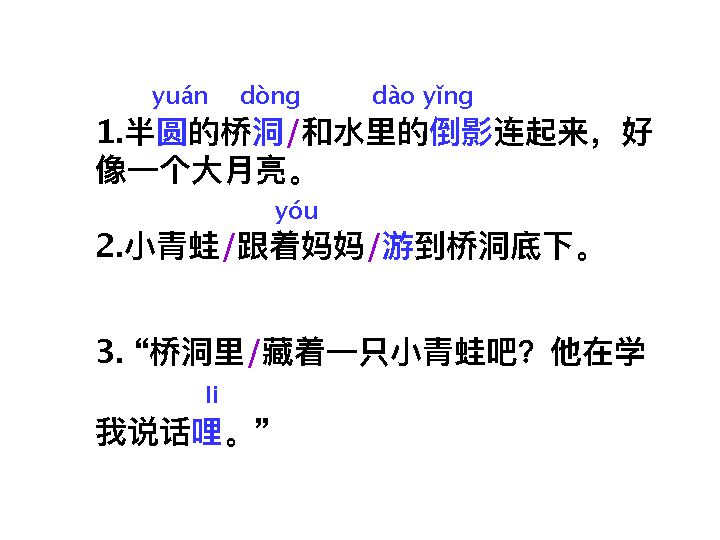 yuán dòng dào yǐng
1.半圆的桥洞/和水里的倒影连起来，好
像一个大月亮。
yóu
2.小青蛙/跟着妈妈/游到桥洞底下。
3. “桥洞里/藏着一只小青蛙吧？他在学
li
我说话哩。”